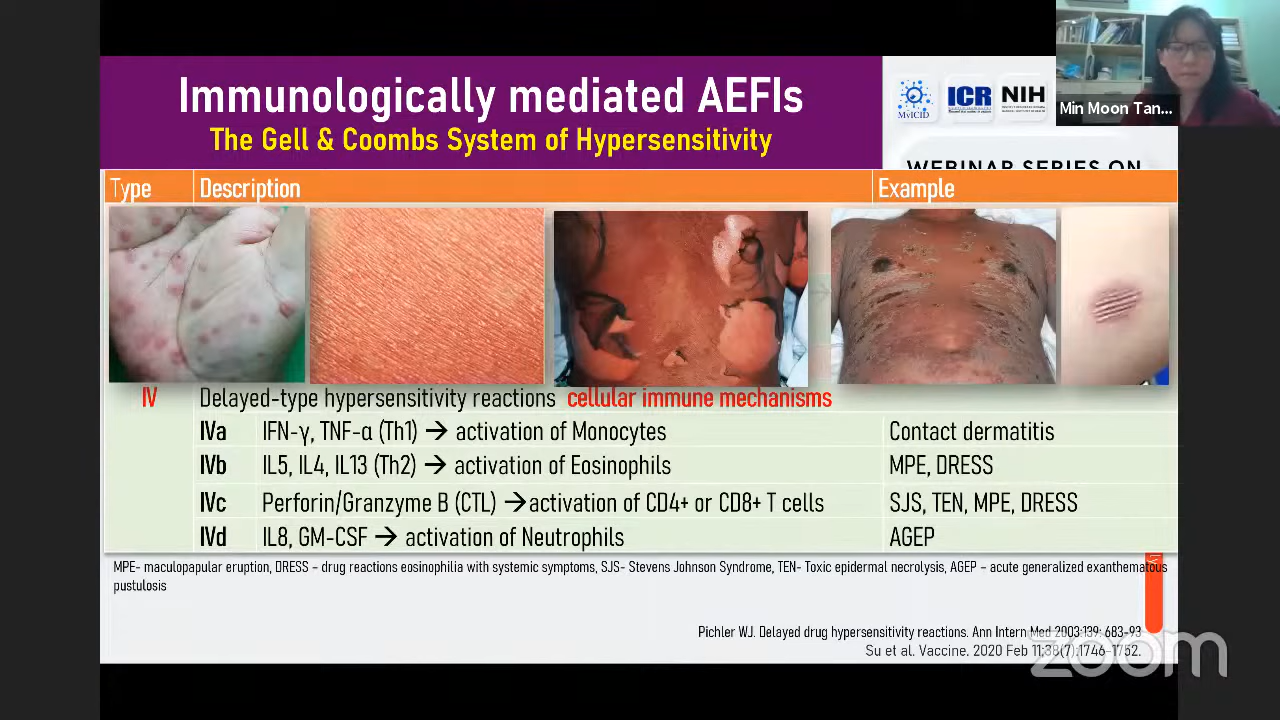 Immunologically mediated AEFIs
The Gell & Coombs System of Hypersensitivity
MyICID
ICR
NIH
Min Moon Tan...
WEBINAR SERIES ON
Type Description Example
IV Delayed-type hypersensitivity reactions cellular immune mechanisms
IVa IFN-γ, TNF-α (Th1) → activation of Monocytes Contact dermatitis
IVb IL5, IL4, IL13 (Th2) → activation of Eosinophils MPE, DRESS
IVc Perforin/Granzyme B (CTL) →activation of CD4+ or CD8+ T cells SJS, TEN, MPE, DRESS
IVd IL8, GM-CSF → activation of Neutrophils AGEP
MPE- maculopapular eruption, DRESS – drug reactions eosinophilia with systemic symptoms, SJS- Stevens Johnson Syndrome, TEN- Toxic epidermal necrolysis, AGEP – acute generalized exanthematous
pustulosis
Pichler WJ. Delayed drug hypersensitivity reactions. Ann Intern Med 2003;139: 683-93
Su et al. Vaccine. 2020 Feb 11;38(7):1746-1752.
zoom